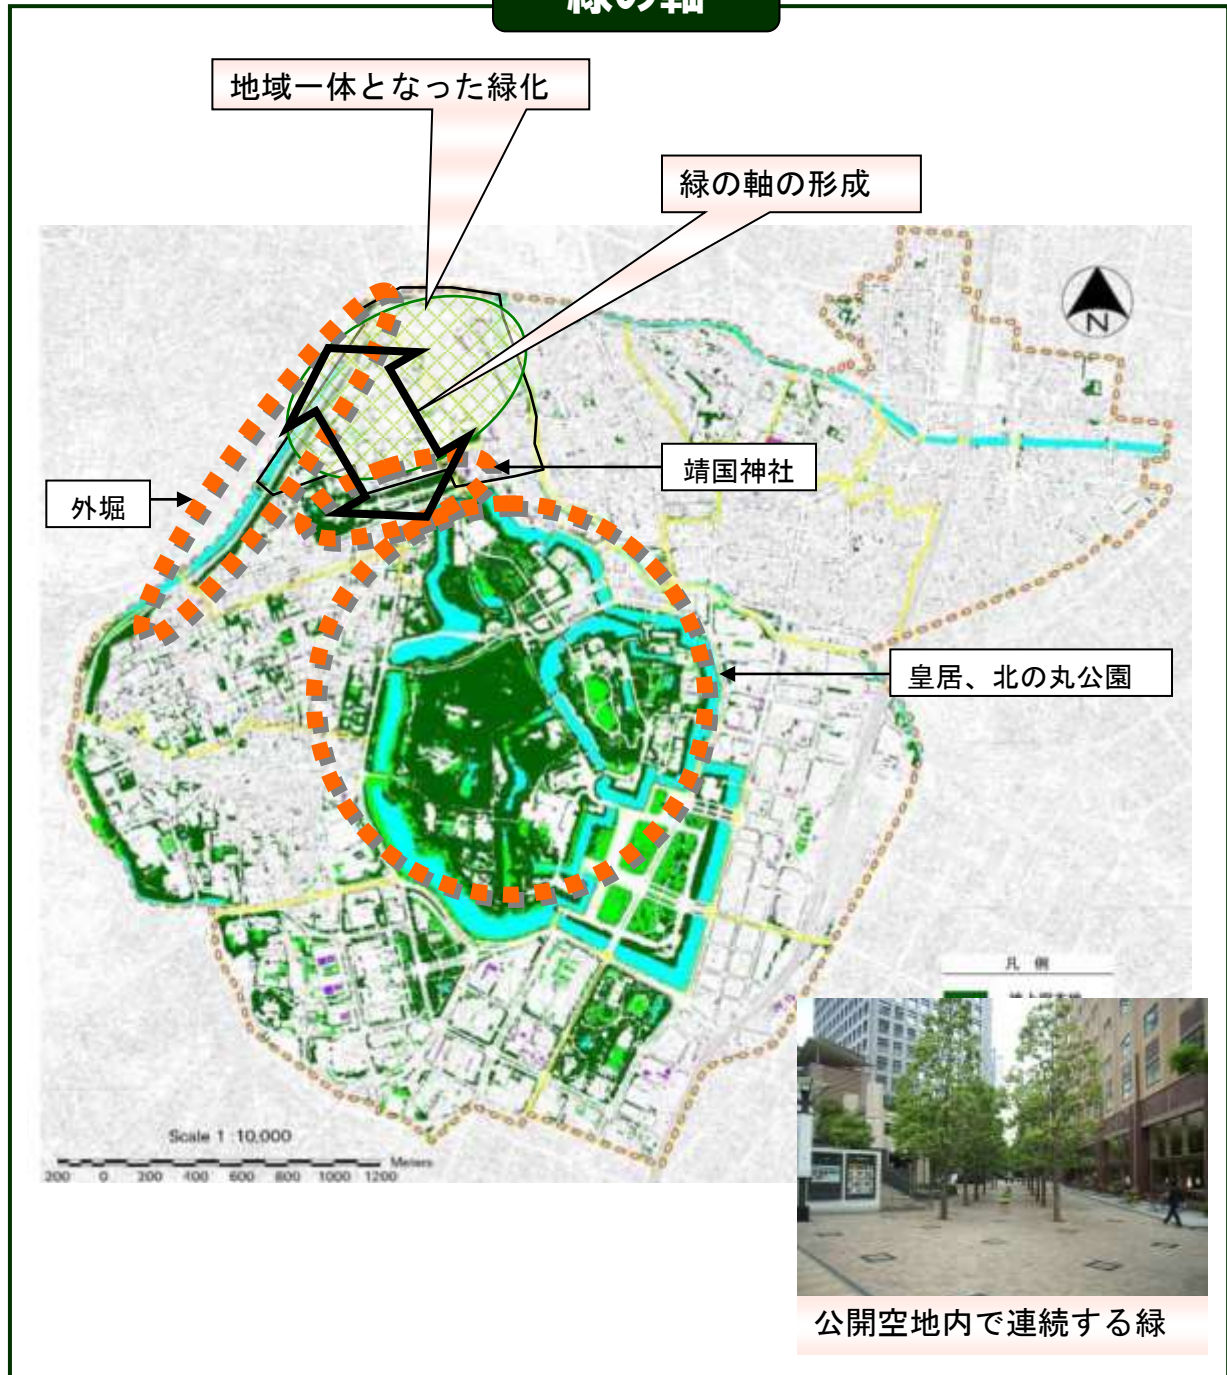 緑の軸
地域一体となった緑化
緑の軸の形成
N
靖国神社
外堀
皇居、北の丸公園
凡 例
Scale 1 :10,000
200 0 200 400 600 800 1000 1200 Meters
公開空地内で連続する緑